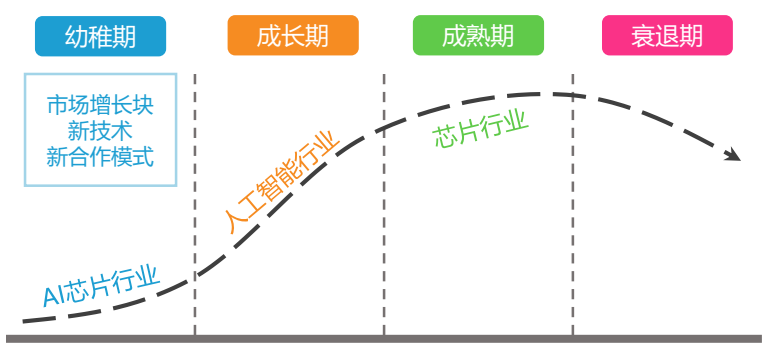 幼稚期
成长期
成熟期
衰退期
市场增长块
新技术
新合作模式
AI芯片行业
人工智能行业
芯片行业